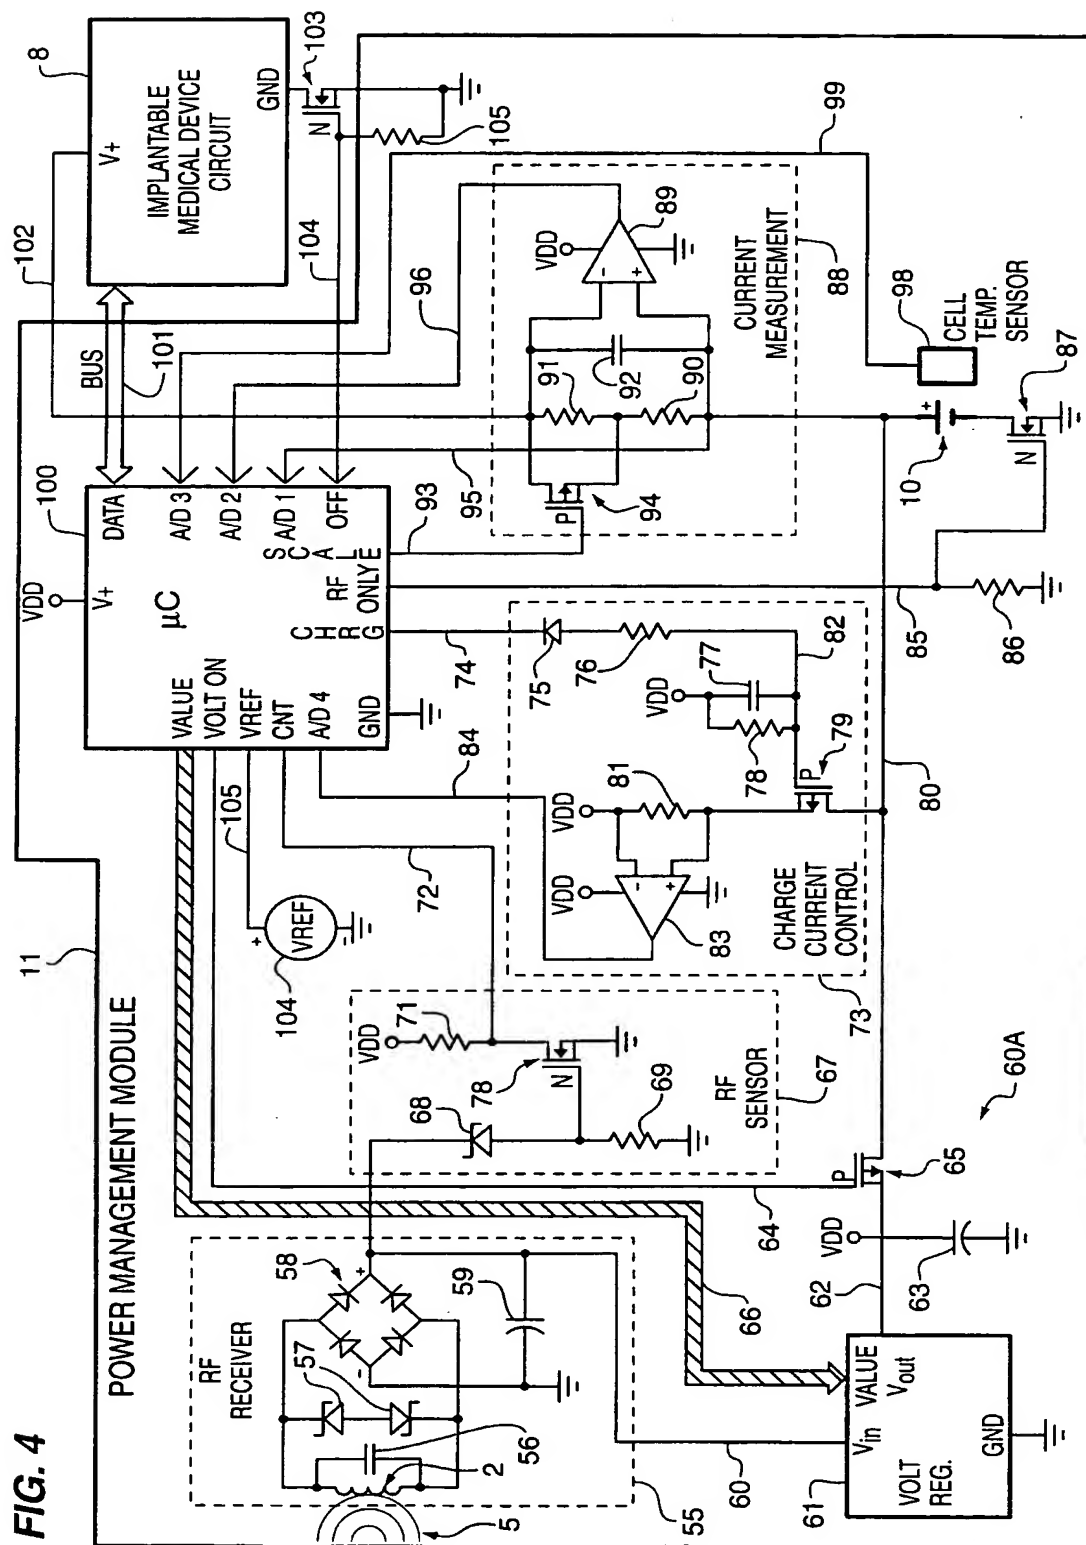 FIG. 4
POWER MANAGEMENT MODULE
11
8
IMPLANTABLE
MEDICAL DEVICE
CIRCUIT
V+
GND
103
N
105
102
BUS
101
104
96
99
100
VDD
V+
µC
DATA
A/D 3
A/D 2
A/D 1
OFF
SCALE
RF
ONLY
CHRG
VALUE
VOLT ON
VREF
CNT
A/D 4
GND
105
VREF
+
-
104
72
84
74
95
93
VDD
89
-
+
91
92
90
P
94
CURRENT
MEASUREMENT
88
98
CELL
TEMP.
SENSOR
87
+
10
N
85
86
75
76
82
VDD
77
78
79
P
VDD
81
VDD
-
+
83
CHARGE
CURRENT
CONTROL
73
80
VDD
71
78
N
68
69
RF
SENSOR
67
60A
RF
RECEIVER
58
+
-
57
59
56
2
5
55
60
66
64
P
65
VDD
62
63
61
VALUE
Vin
Vout
VOLT
REG.
GND